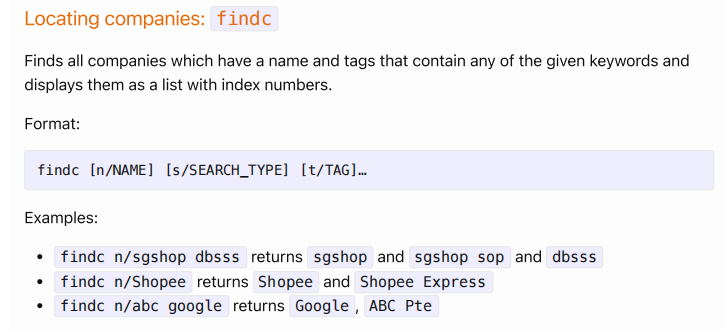 Locating companies: findc
Finds all companies which have a name and tags that contain any of the given keywords and
displays them as a list with index numbers.
Format:
findc [n/NAME] [s/SEARCH_TYPE] [t/TAG]…
Examples:
• findc n/sgshop dbsss returns sgshop and sgshop sop and dbsss
• findc n/Shopee returns Shopee and Shopee Express
• findc n/abc google returns Google , ABC Pte